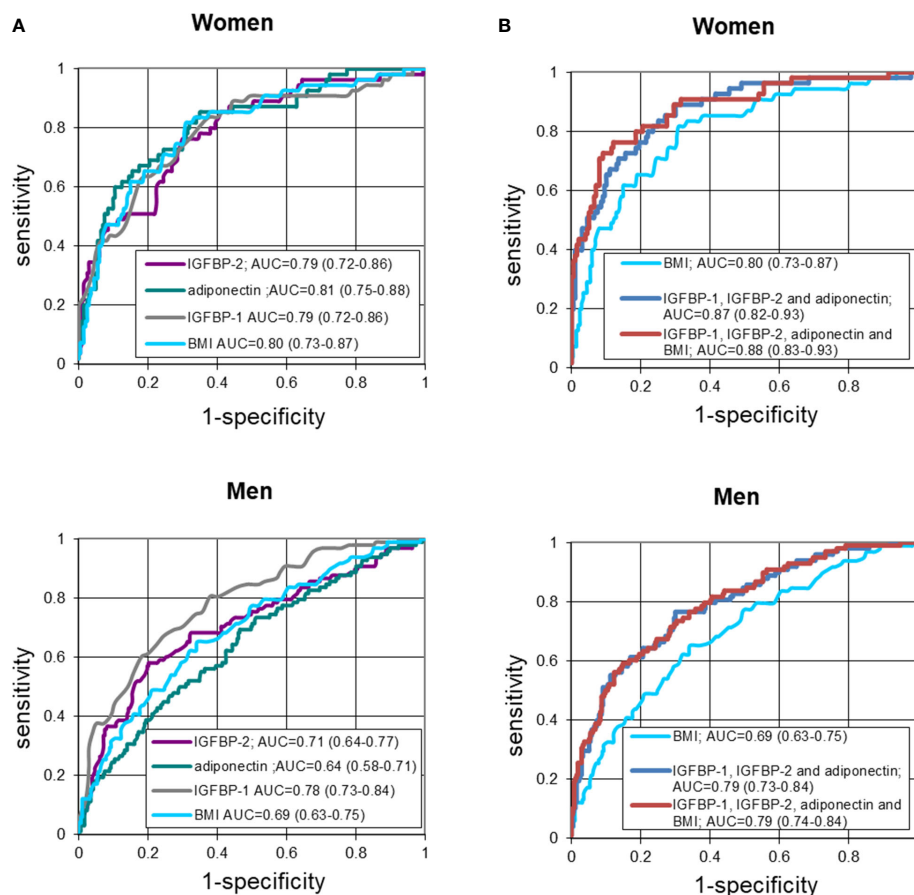 A
Women
1
0.8
0.6
0.4
0.2
0
sensitivity
IGFBP-2; AUC=0.79 (0.72-0.86)
adiponectin ;AUC=0.81 (0.75-0.88)
IGFBP-1 AUC=0.79 (0.72-0.86)
BMI AUC=0.80 (0.73-0.87)
0 0.2 0.4 0.6 0.8 1
1-specificity
B
Women
1
0.8
0.6
0.4
0.2
0
sensitivity
BMI; AUC=0.80 (0.73-0.87)
IGFBP-1, IGFBP-2 and adiponectin;
AUC=0.87 (0.82-0.93)
IGFBP-1, IGFBP-2, adiponectin and
BMI; AUC=0.88 (0.83-0.93)
0 0.2 0.4 0.6 0.8
1-specificity
Men
1
0.8
0.6
0.4
0.2
0
sensitivity
IGFBP-2; AUC=0.71 (0.64-0.77)
adiponectin ;AUC=0.64 (0.58-0.71)
IGFBP-1 AUC=0.78 (0.73-0.84)
BMI AUC=0.69 (0.63-0.75)
0 0.2 0.4 0.6 0.8 1
1-specificity
Men
1
0.8
0.6
0.4
0.2
0
sensitivity
BMI; AUC=0.69 (0.63-0.75)
IGFBP-1, IGFBP-2 and adiponectin;
AUC=0.79 (0.73-0.84)
IGFBP-1, IGFBP-2, adiponectin and
BMI; AUC=0.79 (0.74-0.84)
0 0.2 0.4 0.6 0.8
1-specificity